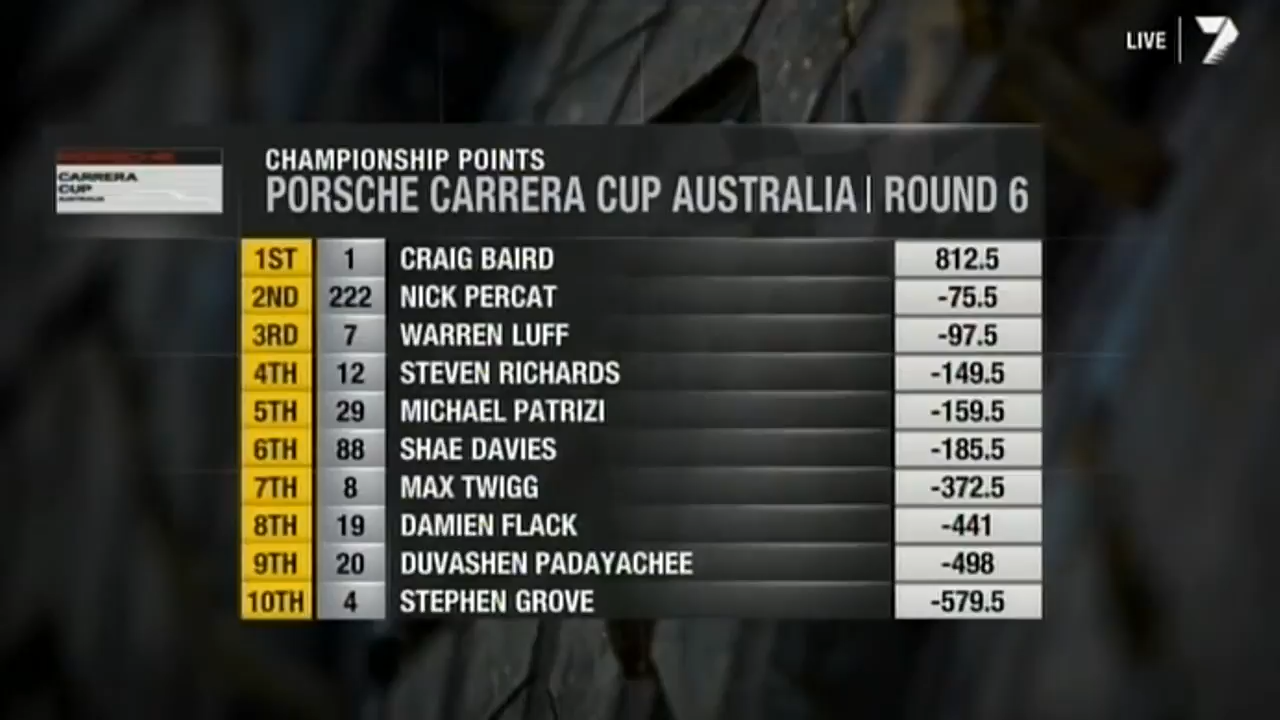 LIVE 7
CHAMPIONSHIP POINTS
PORSCHE CARRERA CUP AUSTRALIA | ROUND 6
PORSCHE
CARRERA
CUP
AUSTRALIA
1ST 1 CRAIG BAIRD 812.5
2ND 222 NICK PERCAT -75.5
3RD 7 WARREN LUFF -97.5
4TH 12 STEVEN RICHARDS -149.5
5TH 29 MICHAEL PATRIZI -159.5
6TH 88 SHAE DAVIES -185.5
7TH 8 MAX TWIGG -372.5
8TH 19 DAMIEN FLACK -441
9TH 20 DUVASHEN PADAYACHEE -498
10TH 4 STEPHEN GROVE -579.5